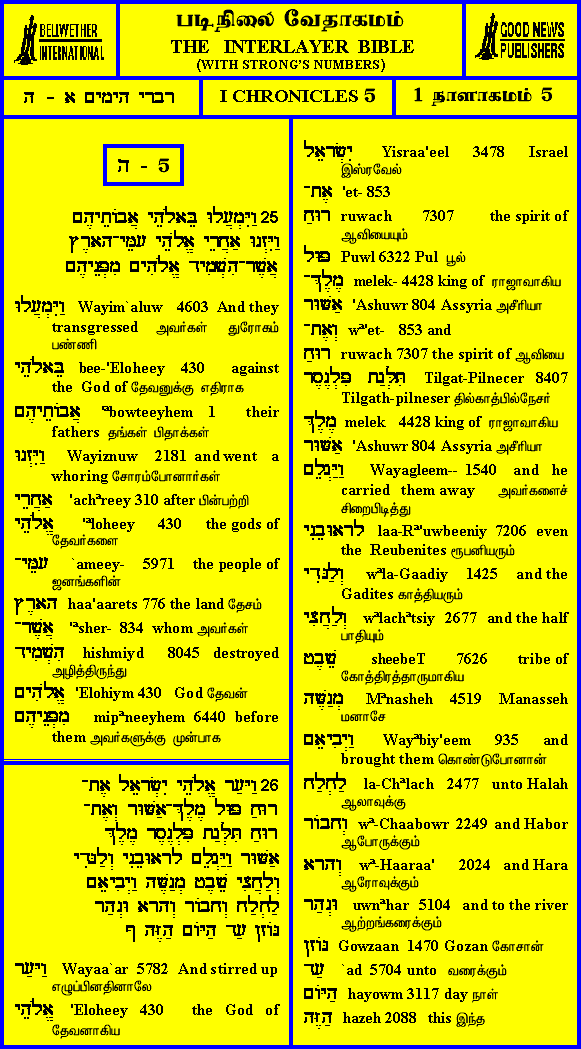 BELLWETHER
INTERNATIONAL
படிநிலை வேதாகமம்
THE INTERLAYER BIBLE
(WITH STRONG'S NUMBERS)
GOOD NEWS
PUBLISHERS
דברי הימים א - ה
I CHRONICLES 5
1 நாளாகமம் 5
ה - 5
25 וַיִּמְעֲלוּ בֵּאלֹהֵי אֲבוֹתֵיהֶם
וַיִּזְנוּ אַחֲרֵי אֱלֹהֵי עַמֵּי־הָאָרֶץ
אֲשֶׁר־הִשְׁמִיד אֱלֹהִים מִפְּנֵיהֶם
וַיִּמְעֲלוּ Wayim`aluw 4603 And they
transgressed அவர்கள் துரோகம்
பண்ணி
בֵּאלֹהֵי bee-'Eloheey 430 against
the God of தேவனுக்கு எதிராக
אֲבוֹתֵיהֶם 'ªbowteeyhem 1 their
fathers தங்கள் பிதாக்கள்
וַיִּזְנוּ Wayiznuw 2181 and went a
whoring சோரம்போனார்கள்
אַחֲרֵי 'achªreey 310 after பின்பற்றி
אֱלֹהֵי 'ªloheey 430 the gods of
தேவர்களை
עַמֵּי־ `ameey- 5971 the people of
ஜனங்களின்
הָאָרֶץ haa'aarets 776 the land தேசம்
אֲשֶׁר־ 'ªsher- 834 whom அவர்கள்
הִשְׁמִיד hishmiyd 8045 destroyed
அழித்திருந்து
אֱלֹהִים 'Elohiym 430 God தேவன்
מִפְּנֵיהֶם mipªneeyhem 6440 before
them அவர்களுக்கு முன்பாக
26 וַיָּעַר אֱלֹהֵי יִשְׂרָאֵל אֶת־
רוּחַ פּוּל מֶלֶךְ־אַשּׁוּר וְאֶת־
רוּחַ תִּלְּגַת פִּלְנֶסֶר מֶלֶךְ
אַשּׁוּר וַיַּגְלֵם לָראוּבֵנִי וְלַגָּדִי
וְלַחֲצִי שֵׁבֶט מְנַשֶּׁה וַיְבִיאֵם
לַחְלַח וְחָבוֹר וְהָרָא וּנְהַר
גּוֹזָן עַד הַיּוֹם הַזֶּה ף
וַיָּעַר Wayaa`ar 5782 And stirred up
எழுப்பினதினாலே
אֱלֹהֵי 'Eloheey 430 the God of
தேவனாகிய
יִשְׂרָאֵל Yisraa'eel 3478 Israel
இஸ்ரவேல்
אֶת־ 'et- 853
רוּחַ ruwach 7307 the spirit of
ஆவியையும்
פּוּל Puwl 6322 Pul பூல்
מֶלֶךְ־ melek- 4428 king of ராஜாவாகிய
אַשּׁוּר 'Ashuwr 804 Assyria அசீரியா
וְאֶת־ wª'et- 853 and
רוּחַ ruwach 7307 the spirit of ஆவியை
תִּלְּגַת פִּלְנֶסֶר Tilgat-Pilnecer 8407
Tilgath-pilneser தில்காத்பில்நேசர்
מֶלֶךְ melek 4428 king of ராஜாவாகிய
אַשּׁוּר 'Ashuwr 804 Assyria அசீரியா
וַיַּגְלֵם Wayagleem-- 1540 and he
carried them away அவர்களைச்
சிறைபிடித்து
לָראוּבֵנִי laa-Rª'uwbeeniy 7206 even
the Reubenites ரூபனியரும்
וְלַגָּדִי wªla-Gaadiy 1425 and the
Gadites காத்தியரும்
וְלַחֲצִי wªlachªtsiy 2677 and the half
பாதியும்
שֵׁבֶט sheebeT 7626 tribe of
கோத்திரத்தாருமாகிய
מְנַשֶּׁה Mªnasheh 4519 Manasseh
மனாசே
וַיְבִיאֵם Wayªbiy'eem 935 and
brought them கொண்டுபோனான்
לַחְלַח la-Chªlach 2477 unto Halah
ஆலாவுக்கு
וְחָבוֹר wª-Chaabowr 2249 and Habor
ஆபோருக்கும்
וְהָרָא wª-Haaraa' 2024 and Hara
ஆரோவுக்கும்
וּנְהַר uwnªhar 5104 and to the river
ஆற்றங்கரைக்கும்
גּוֹזָן Gowzaan 1470 Gozan கோசான்
עַד `ad 5704 unto வரைக்கும்
הַיּוֹם hayowm 3117 day நாள்
הַזֶּה hazeh 2088 this இந்த